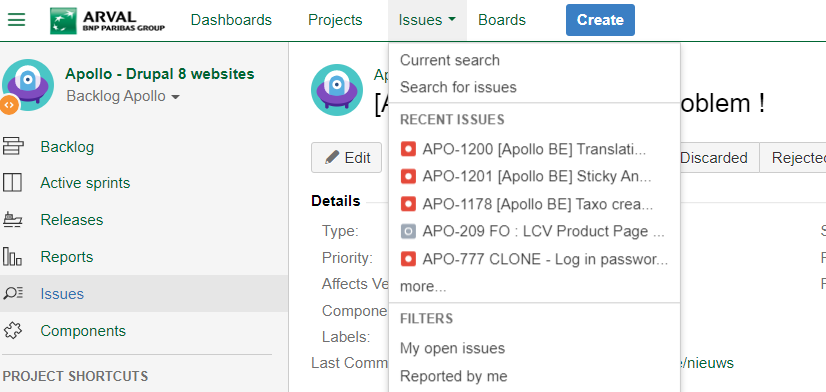 ARVAL
BNP PARIBAS GROUP
Dashboards
Projects
Issues
Boards
Create
Apollo - Drupal 8 websites
Backlog Apollo
Backlog
Active sprints
Releases
Reports
Issues
Components
PROJECT SHORTCUTS
Current search
Search for issues
RECENT ISSUES
APO-1200 [Apollo BE] Translati...
APO-1201 [Apollo BE] Sticky An...
APO-1178 [Apollo BE] Taxo crea...
APO-209 FO : LCV Product Page ...
APO-777 CLONE - Log in passwor...
more...
FILTERS
My open issues
Reported by me
Ap
[A
oblem !
Edit
Discarded
Rejected
Details
Type:
Priority:
Affects Ve
Compone
Labels:
Last Comm
e/nieuws